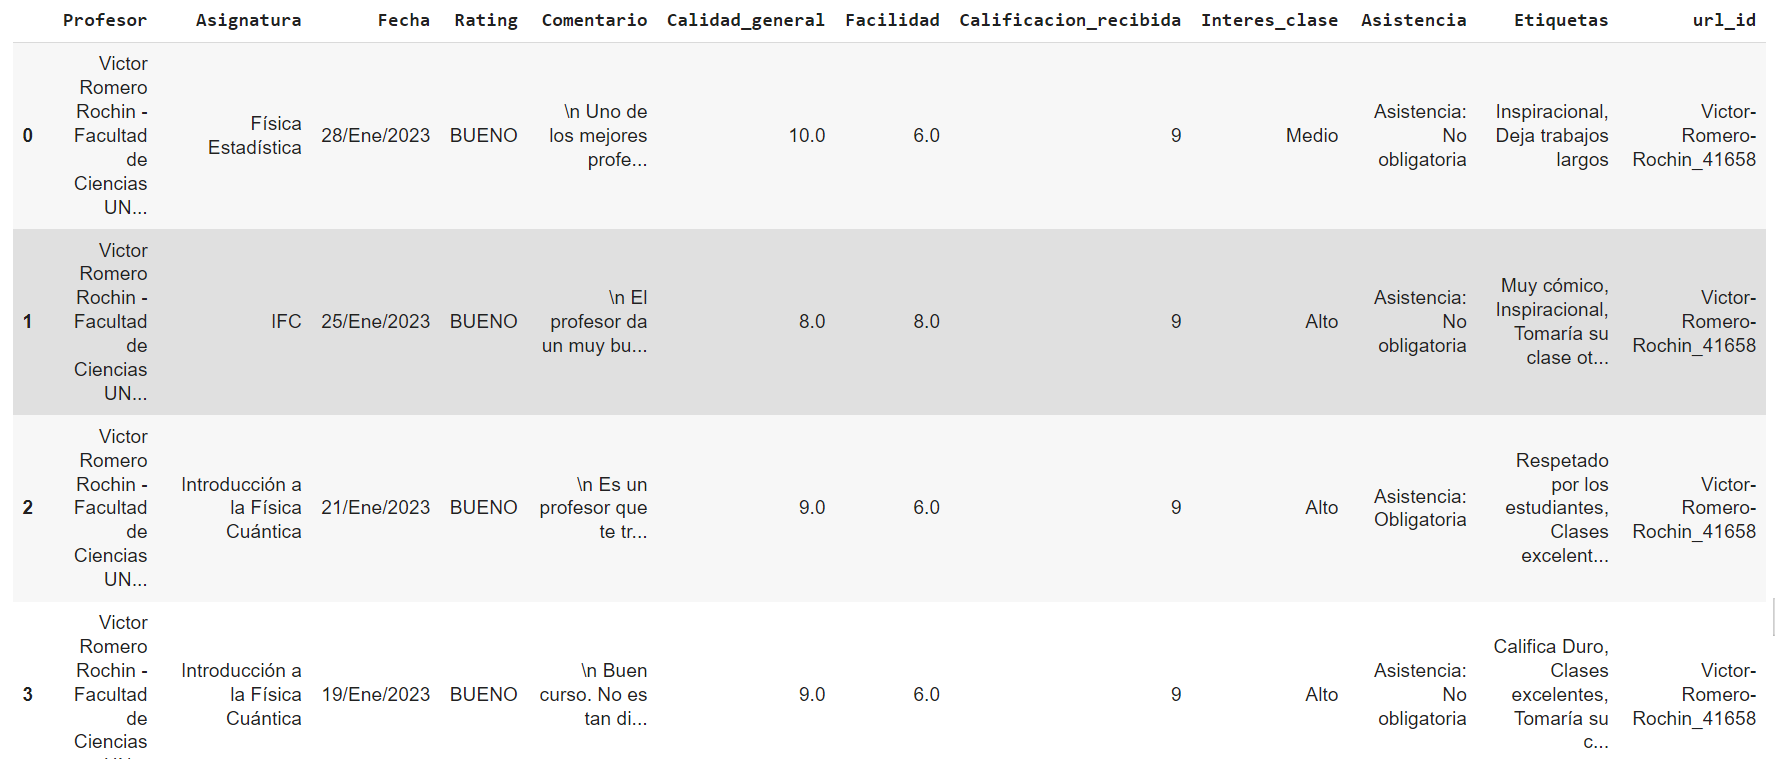 Profesor Asignatura Fecha Rating Comentario Calidad_general Facilidad Calificacion_recibida Interes_clase Asistencia Etiquetas url_id
0
Victor
Romero
Rochin -
Facultad
de
Ciencias
UN...
Física
Estadística
28/Ene/2023
BUENO
\n Uno de
los mejores
profe...
10.0
6.0
9
Medio
Asistencia:
No
obligatoria
Inspiracional,
Deja trabajos
largos
Victor-
Romero-
Rochin_41658
1
Victor
Romero
Rochin -
Facultad
de
Ciencias
UN...
IFC
25/Ene/2023
BUENO
\n El
profesor da
un muy bu...
8.0
8.0
9
Alto
Asistencia:
No
obligatoria
Muy cómico,
Inspiracional,
Tomaría su
clase ot...
Victor-
Romero-
Rochin_41658
2
Victor
Romero
Rochin -
Facultad
de
Ciencias
UN...
Introducción a
la Física
Cuántica
21/Ene/2023
BUENO
\n Es un
profesor que
te tr...
9.0
6.0
9
Alto
Asistencia:
Obligatoria
Respetado
por los
estudiantes,
Clases
excelent...
Victor-
Romero-
Rochin_41658
3
Victor
Romero
Rochin -
Facultad
de
Ciencias
Introducción a
la Física
Cuántica
19/Ene/2023
BUENO
\n Buen
curso. No es
tan di...
9.0
6.0
9
Alto
Asistencia:
No
obligatoria
Califica Duro,
Clases
excelentes,
Tomaría su
c...
Victor-
Romero-
Rochin_41658